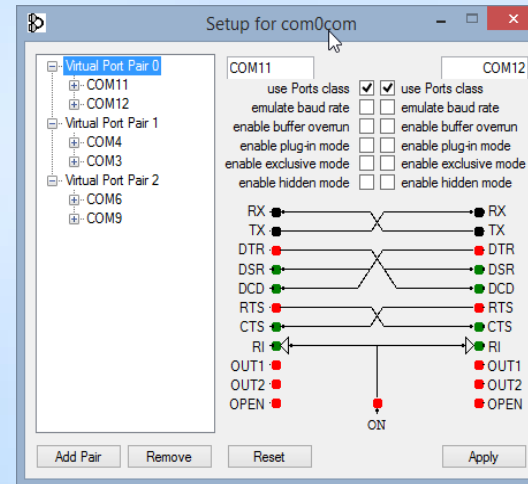 Setup for com0com
Virtual Port Pair 0
COM11
COM12
Virtual Port Pair 1
COM4
COM3
Virtual Port Pair 2
COM6
COM9
COM11 COM12
use Ports class use Ports class
emulate baud rate emulate baud rate
enable buffer overrun enable buffer overrun
enable plug-in mode enable plug-in mode
enable exclusive mode enable exclusive mode
enable hidden mode enable hidden mode
RX RX
TX TX
DTR DTR
DSR DSR
DCD DCD
RTS RTS
CTS CTS
RI RI
OUT1 OUT1
OUT2 OUT2
OPEN OPEN
ON
Add Pair Remove Reset Apply